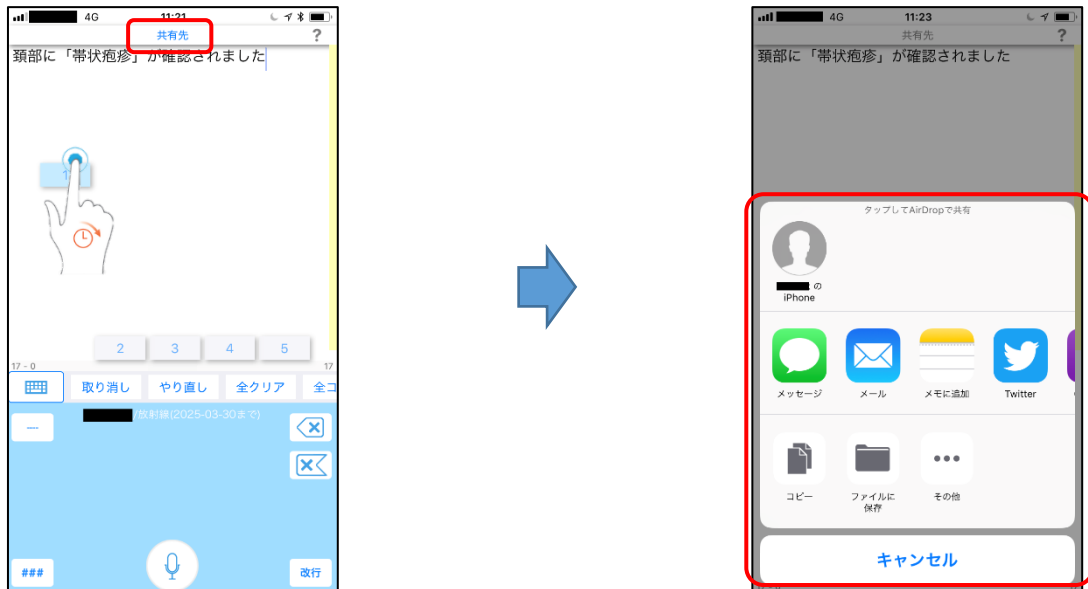 4G 11:21
共有先 ?
頚部に「帯状疱疹」が確認されました
1
2 3 4 5
17 - 0 17
取り消し やり直し 全クリア 全コ
/放射線(2025-03-30まで)
###
改行
4G 11:23
共有先 ?
頚部に「帯状疱疹」が確認されました
タップしてAirDropで共有
の
iPhone
メッセージ メール メモに追加 Twitter
コピー ファイルに
保存 その他
キャンセル